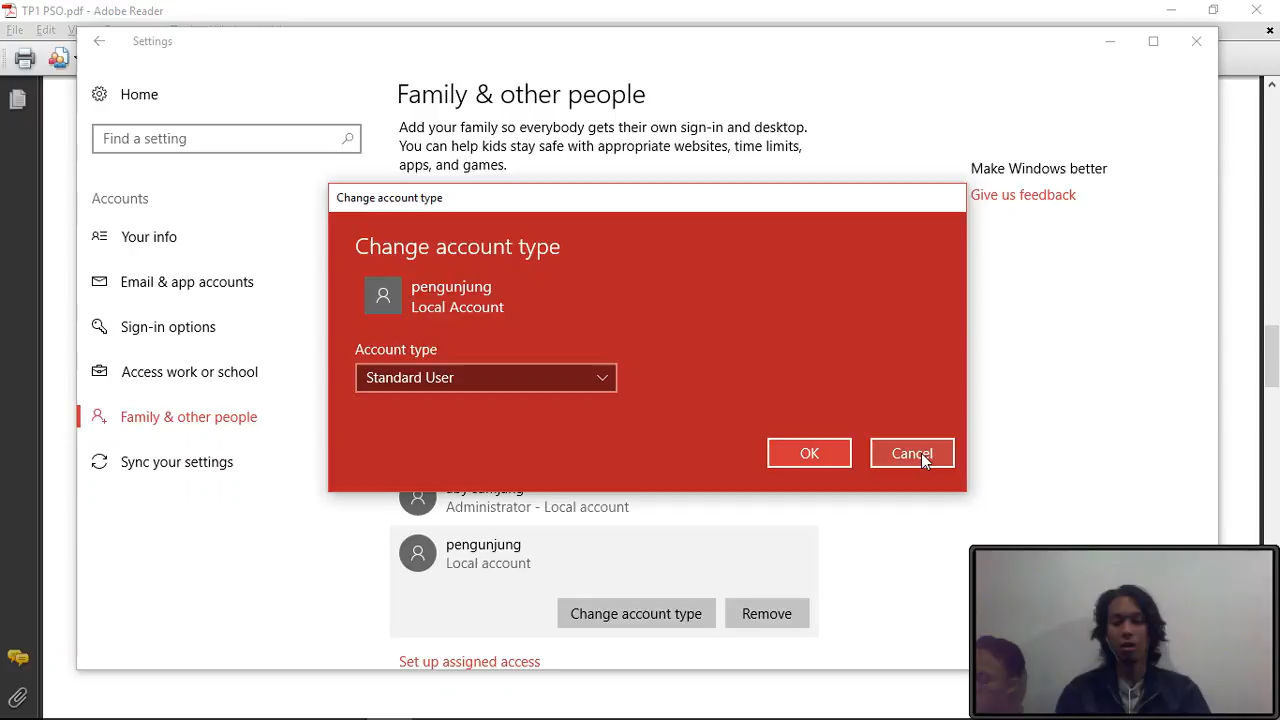 TP1 PSO.pdf - Adobe Reader
File Edit
Settings
Home
Find a setting
Accounts
Your info
Email & app accounts
Sign-in options
Access work or school
Family & other people
Sync your settings
Family & other people
Add your family so everybody gets their own sign-in and desktop.
You can help kids stay safe with appropriate websites, time limits,
apps, and games.
Make Windows better
Give us feedback
Change account type
Change account type
pengunjung
Local Account
Account type
Standard User
OK
Cancel
Administrator - Local account
pengunjung
Local account
Change account type
Remove
Set up assigned access